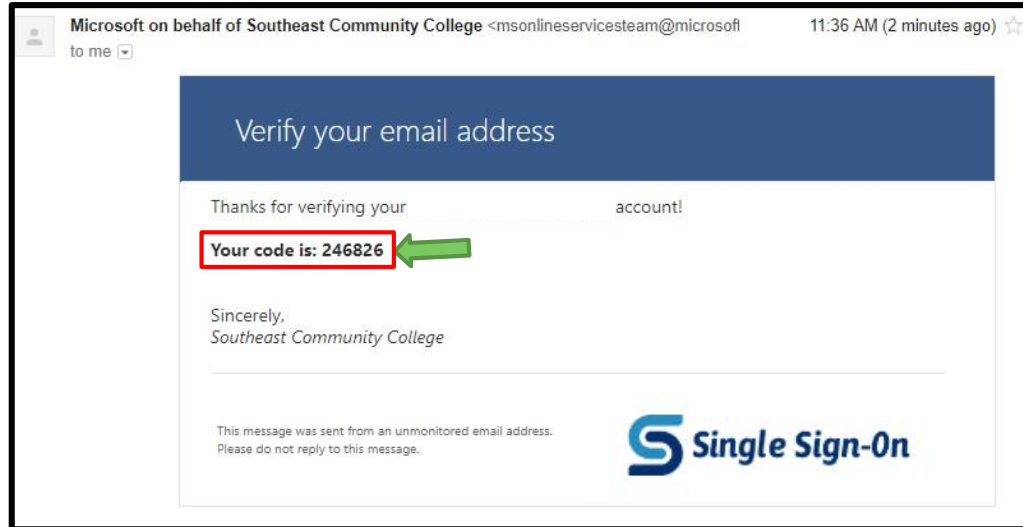 Microsoft on behalf of Southeast Community College <msonlineservicesteam@microsoft 11:36 AM (2 minutes ago)
to me
Verify your email address
Thanks for verifying your account!
Your code is: 246826
Sincerely,
Southeast Community College
This message was sent from an unmonitored email address.
Please do not reply to this message.
Single Sign-On